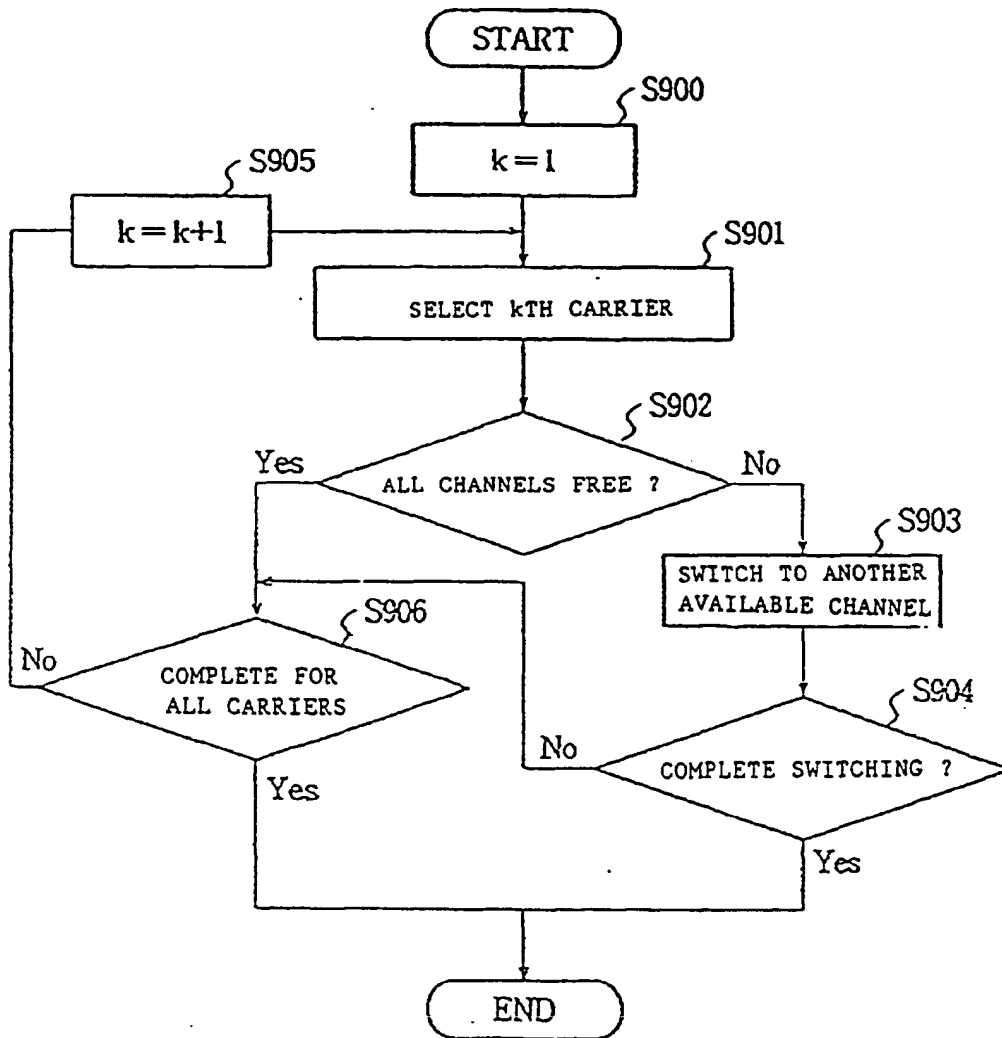 START
S900
k=1
S905
k=k+1
S901
SELECT kTH CARRIER
S902
Yes
No
ALL CHANNELS FREE ?
S903
SWITCH TO ANOTHER
AVAILABLE CHANNEL
S906
No
COMPLETE FOR
ALL CARRIERS
S904
No
COMPLETE SWITCHING ?
Yes
Yes
END